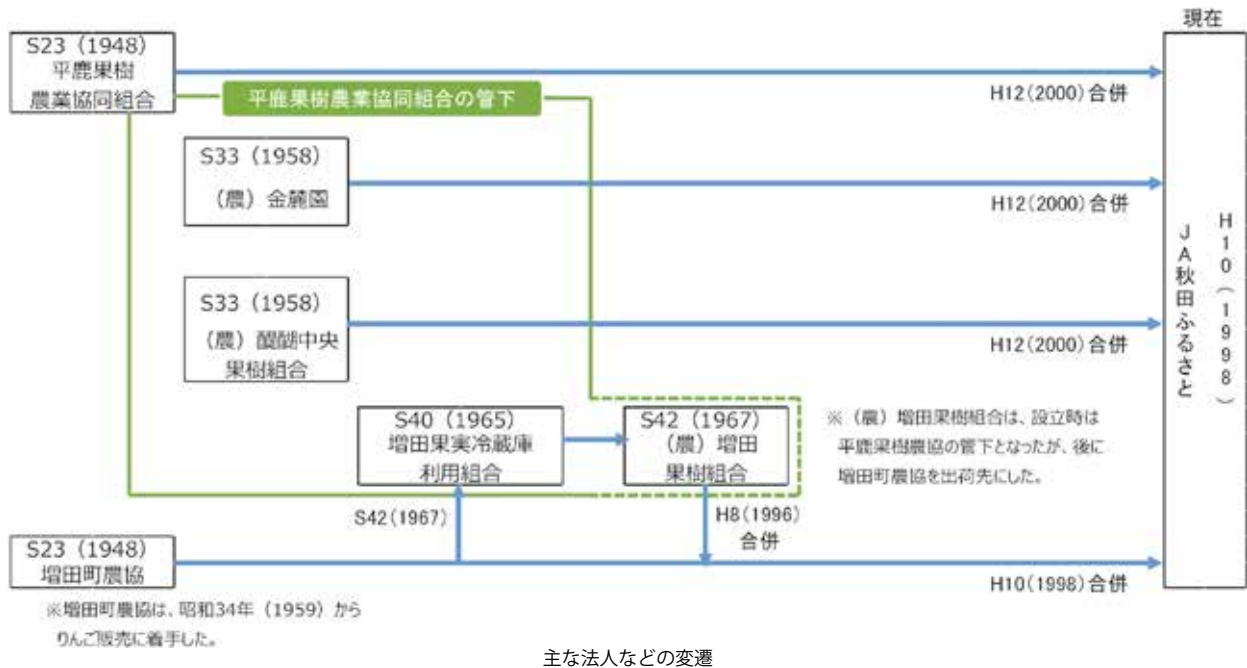 現在
S23 (1948)
平鹿果樹
農業協同組合
平鹿果樹農業協同組合の管下
H12(2000)合併
S33 (1958)
（農）金麓園
H12(2000)合併
S33 (1958)
（農）醍醐中央
果樹組合
H12(2000)合併
H10(1998)
JA秋田ふるさと
S40 (1965)
増田果実冷蔵庫
利用組合
S42 (1967)
（農）増田
果樹組合
※（農）増田果樹組合は、設立時は
平鹿果樹農協の管下となったが、後に
増田町農協を出荷先にした。
S42(1967)
H8(1996)
合併
S23 (1948)
増田町農協
H10(1998)合併
※増田町農協は、昭和34年（1959）から
りんご販売に着手した。
主な法人などの変遷